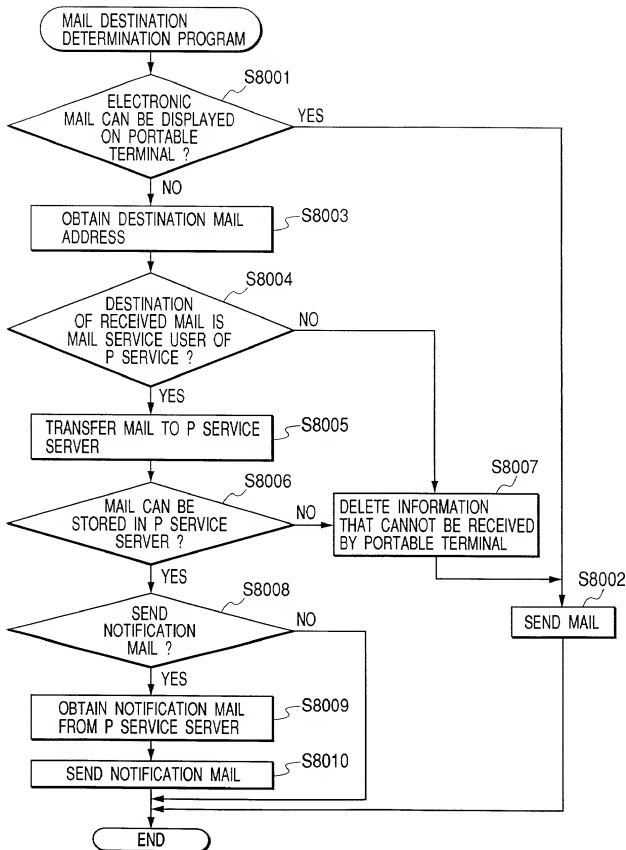 MAIL DESTINATION
DETERMINATION PROGRAM
S8001
ELECTRONIC
MAIL CAN BE DISPLAYED
ON PORTABLE
TERMINAL ?
YES
NO
OBTAIN DESTINATION MAIL
ADDRESS
S8003
S8004
DESTINATION
OF RECEIVED MAIL IS
MAIL SERVICE USER OF
P SERVICE ?
NO
YES
TRANSFER MAIL TO P SERVICE
SERVER
S8005
S8006
MAIL CAN BE
STORED IN P SERVICE
SERVER ?
NO
YES
S8007
DELETE INFORMATION
THAT CANNOT BE RECEIVED
BY PORTABLE TERMINAL
S8002
SEND MAIL
S8008
SEND
NOTIFICATION
MAIL ?
NO
YES
OBTAIN NOTIFICATION MAIL
FROM P SERVICE SERVER
S8009
SEND NOTIFICATION MAIL
S8010
END